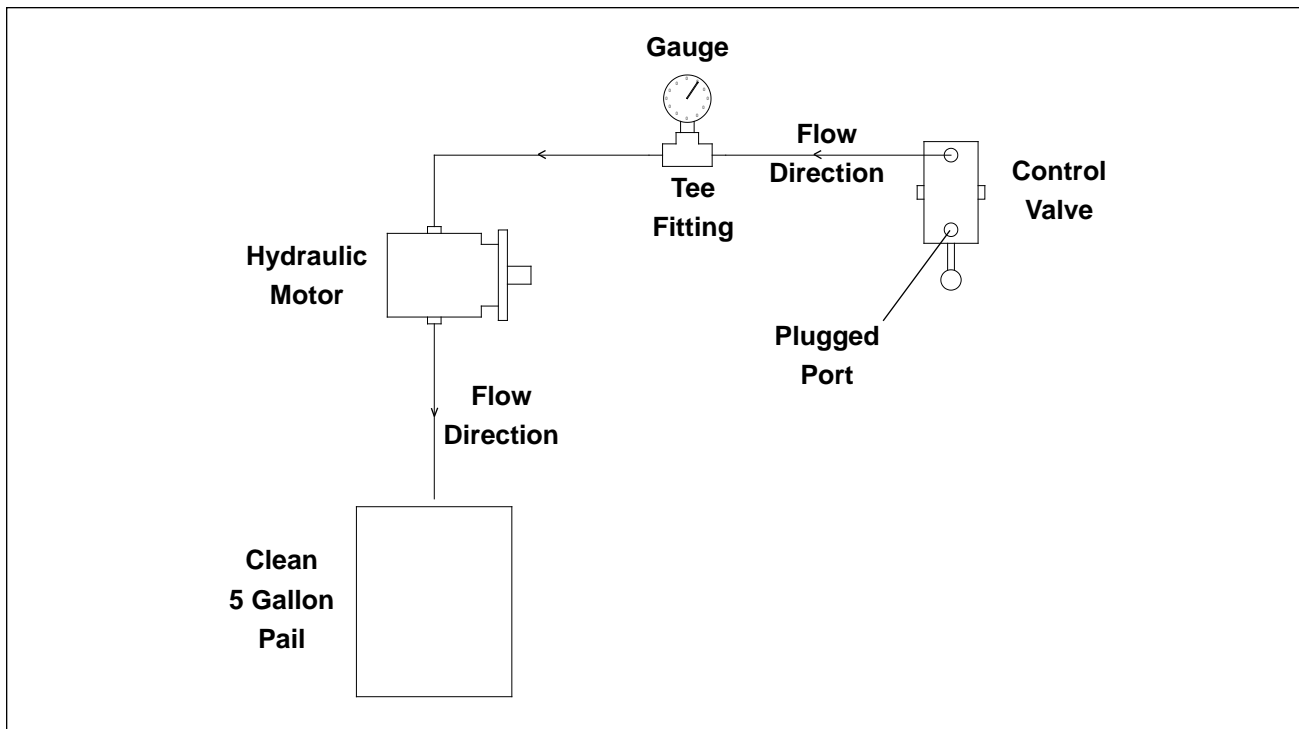 Gauge
Flow
Direction
Control
Valve
Tee
Fitting
Hydraulic
Motor
Plugged
Port
Flow
Direction
Clean
5 Gallon
Pail